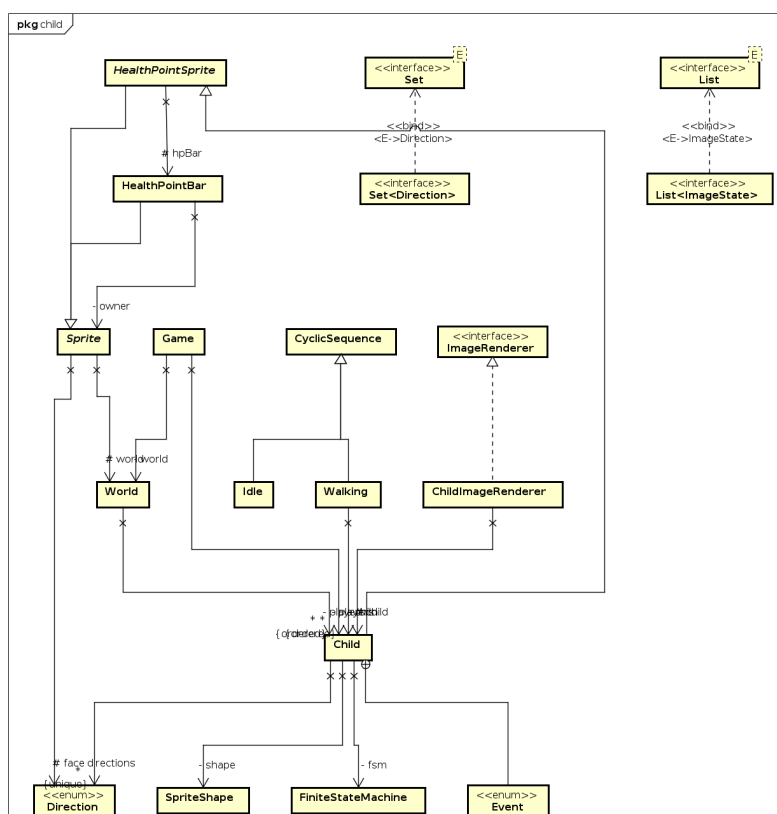 pkg child
E
E
HealthPointSprite
<<interface>>
Set
<<interface>>
List
<<bind>>
<E->Direction>
<<bind>>
<E->ImageState>
# hpBar
HealthPointBar
<<interface>>
Set<Direction>
<<interface>>
List<ImageState>
- owner
Sprite
Game
CyclicSequence
<<interface>>
ImageRenderer
# world
world
World
Idle
Walking
ChildImageRenderer
child
* *
Child
# face
directions
*
{unique}
- shape
- fsm
<<enum>>
Direction
SpriteShape
FiniteStateMachine
<<enum>>
Event